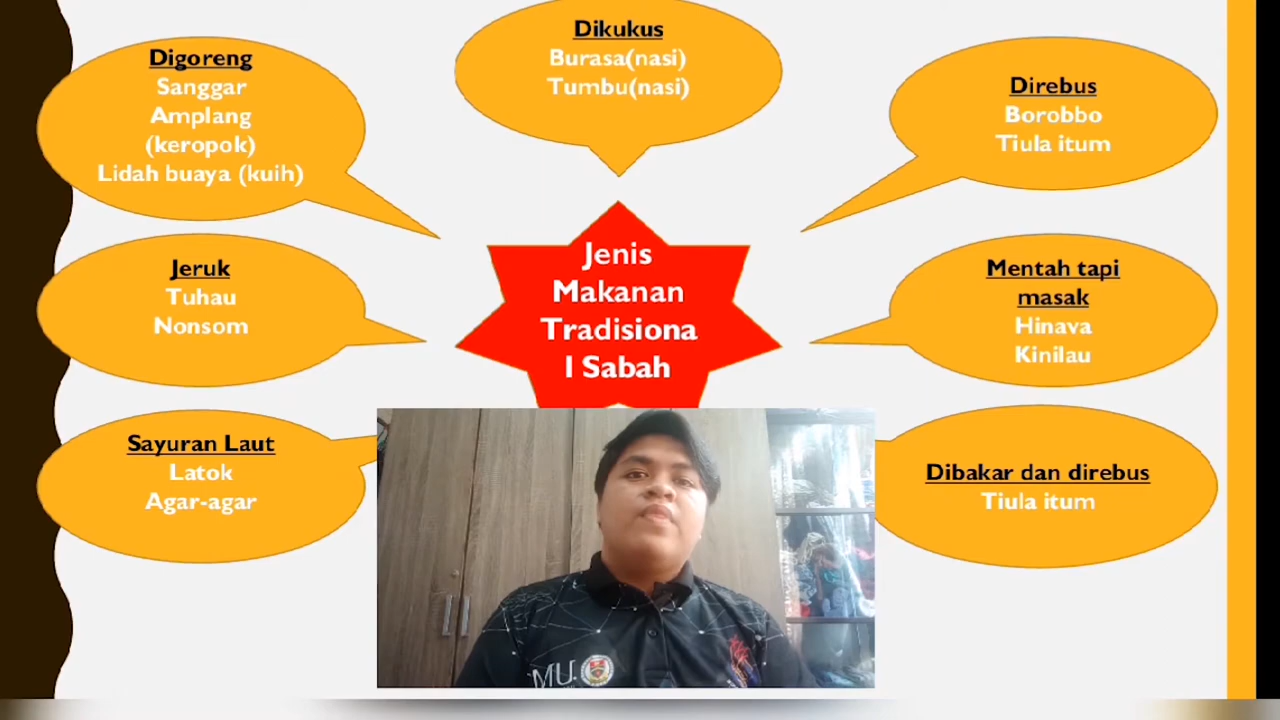 Dikukus
Burasa(nasi)
Tumbu(nasi)
Digoreng
Sanggar
Amplang
(keropok)
Lidah buaya (kuih)
Direbus
Borobbo
Tiula itum
Jenis
Makanan
Tradisiona
l Sabah
Jeruk
Tuhau
Nonsom
Mentah tapi
masak
Hinava
Kinilau
Sayuran Laut
Latok
Agar-agar
Dibakar dan direbus
Tiula itum